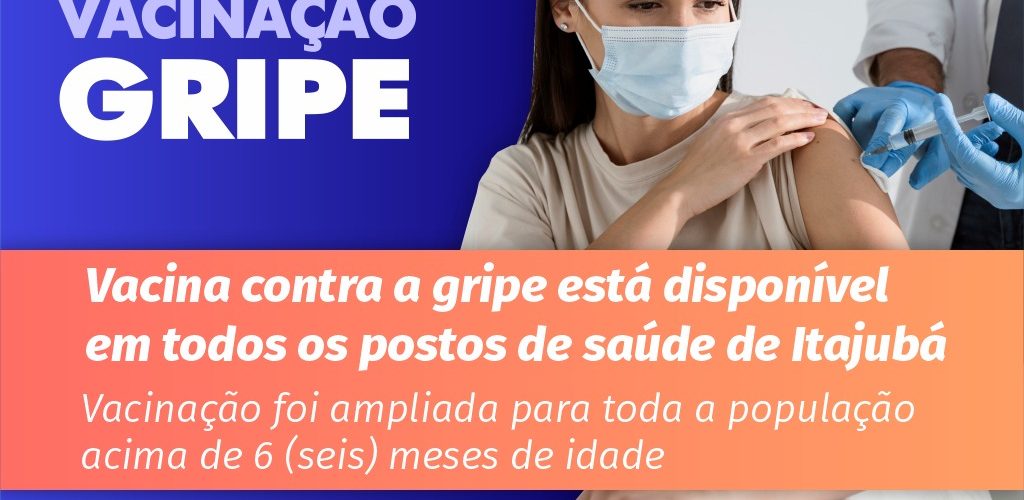 VACINAÇÃO
GRIPE
Vacina contra a gripe está disponível
em todos os postos de saúde de Itajubá
Vacinação foi ampliada para toda a população
acima de 6 (seis) meses de idade